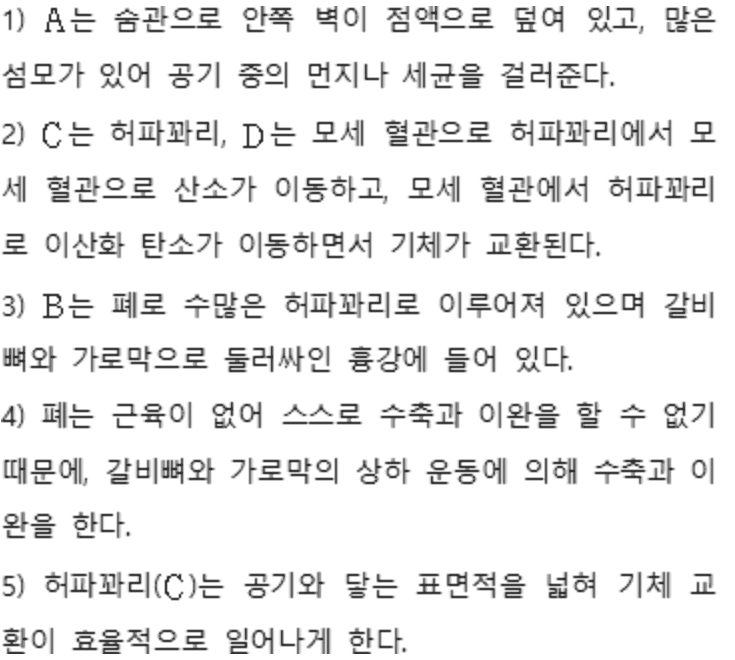 1) A는 숨관으로 안쪽 벽이 점액으로 덮여 있고, 많은
섬모가 있어 공기 중의 먼지나 세균을 걸러준다.
2) C는 허파꽈리, D는 모세 혈관으로 허파꽈리에서 모
세 혈관으로 산소가 이동하고, 모세 혈관에서 허파꽈리
로 이산화 탄소가 이동하면서 기체가 교환된다.
3) B는 폐로 수많은 허파꽈리로 이루어져 있으며 갈비
뼈와 가로막으로 둘러싸인 흉강에 들어 있다.
4) 폐는 근육이 없어 스스로 수축과 이완을 할 수 없기
때문에, 갈비뼈와 가로막의 상하 운동에 의해 수축과 이
완을 한다.
5) 허파꽈리(C)는 공기와 닿는 표면적을 넓혀 기체 교
환이 효율적으로 일어나게 한다.